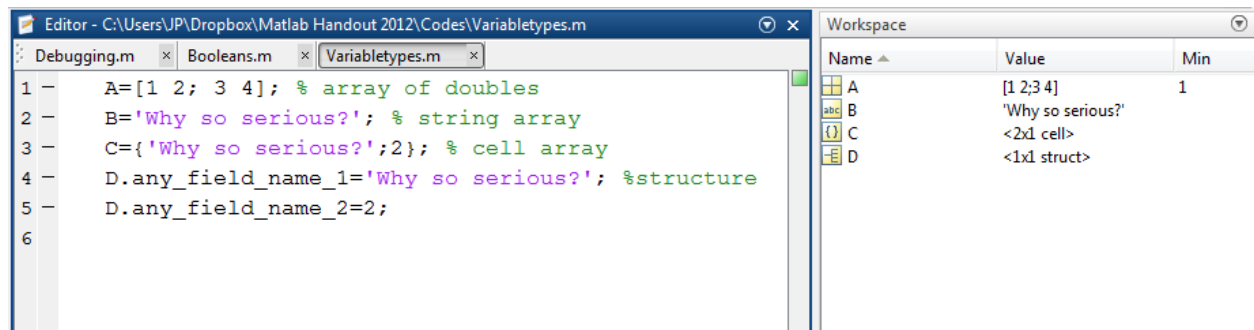 Editor - C:\Users\JP\Dropbox\Matlab Handout 2012\Codes\Variabletypes.m
Debugging.m × Booleans.m × Variabletypes.m ×
1 – A=[1 2; 3 4]; % array of doubles
2 – B='Why so serious?'; % string array
3 – C={'Why so serious?';2}; % cell array
4 – D.any_field_name_1='Why so serious?'; %structure
5 – D.any_field_name_2=2;
6
Workspace
Name Value Min
A [1 2;3 4] 1
abc B 'Why so serious?'
{} C <2x1 cell>
D <1x1 struct>